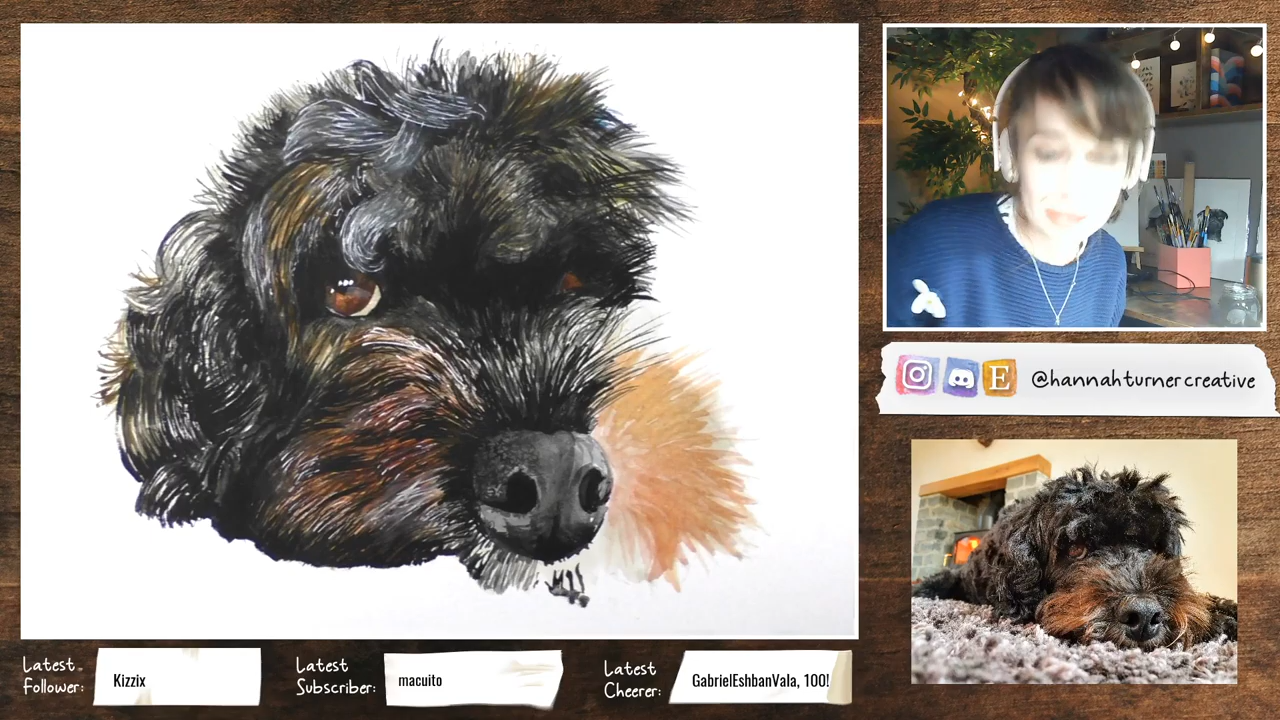 @hannahturnercreative
E
Latest
Follower:
Kizzix
Latest
Subscriber:
macuito
Latest
Cheerer:
GabrielEshbanVala, 100!